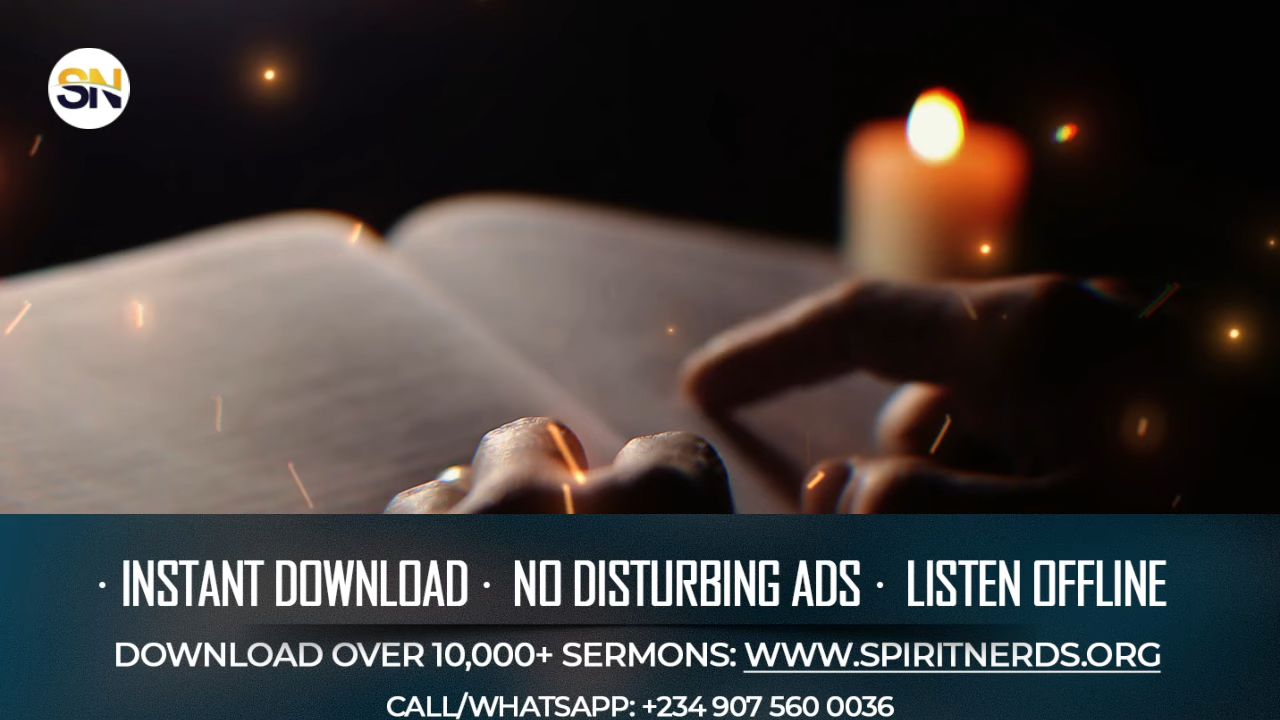 SN
· INSTANT DOWNLOAD · NO DISTURBING ADS · LISTEN OFFLINE
DOWNLOAD OVER 10,000+ SERMONS: WWW.SPIRITNERDS.ORG
CALL/WHATSAPP: +234 907 560 0036